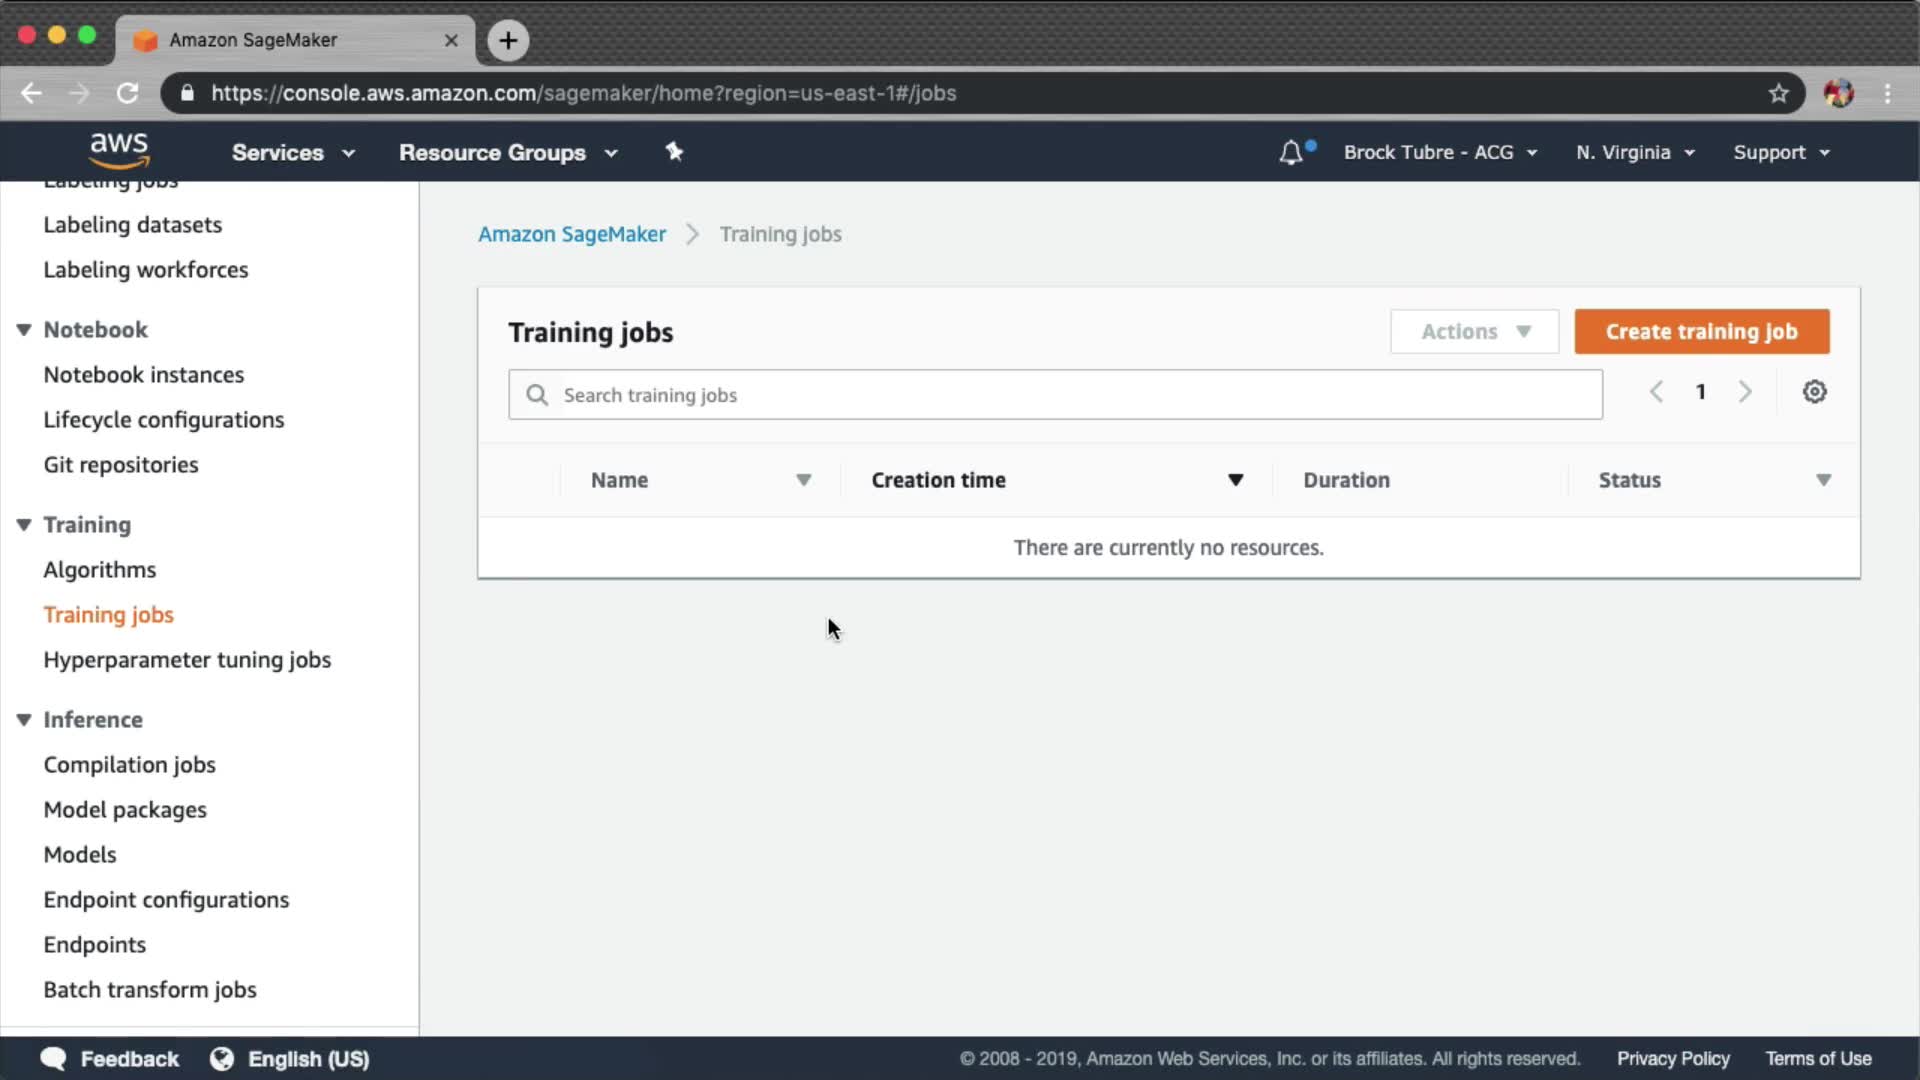 Amazon SageMaker
https://console.aws.amazon.com/sagemaker/home?region=us-east-1#/jobs
aws Services Resource Groups Brock Tubre - ACG N. Virginia Support
Labeling jobs
Labeling datasets
Labeling workforces
Notebook
Notebook instances
Lifecycle configurations
Git repositories
Training
Algorithms
Training jobs
Hyperparameter tuning jobs
Inference
Compilation jobs
Model packages
Models
Endpoint configurations
Endpoints
Batch transform jobs
Amazon SageMaker Training jobs
Training jobs Actions Create training job
Search training jobs 1
Name Creation time Duration Status
There are currently no resources.
Feedback English (US) © 2008 - 2019, Amazon Web Services, Inc. or its affiliates. All rights reserved. Privacy Policy Terms of Use